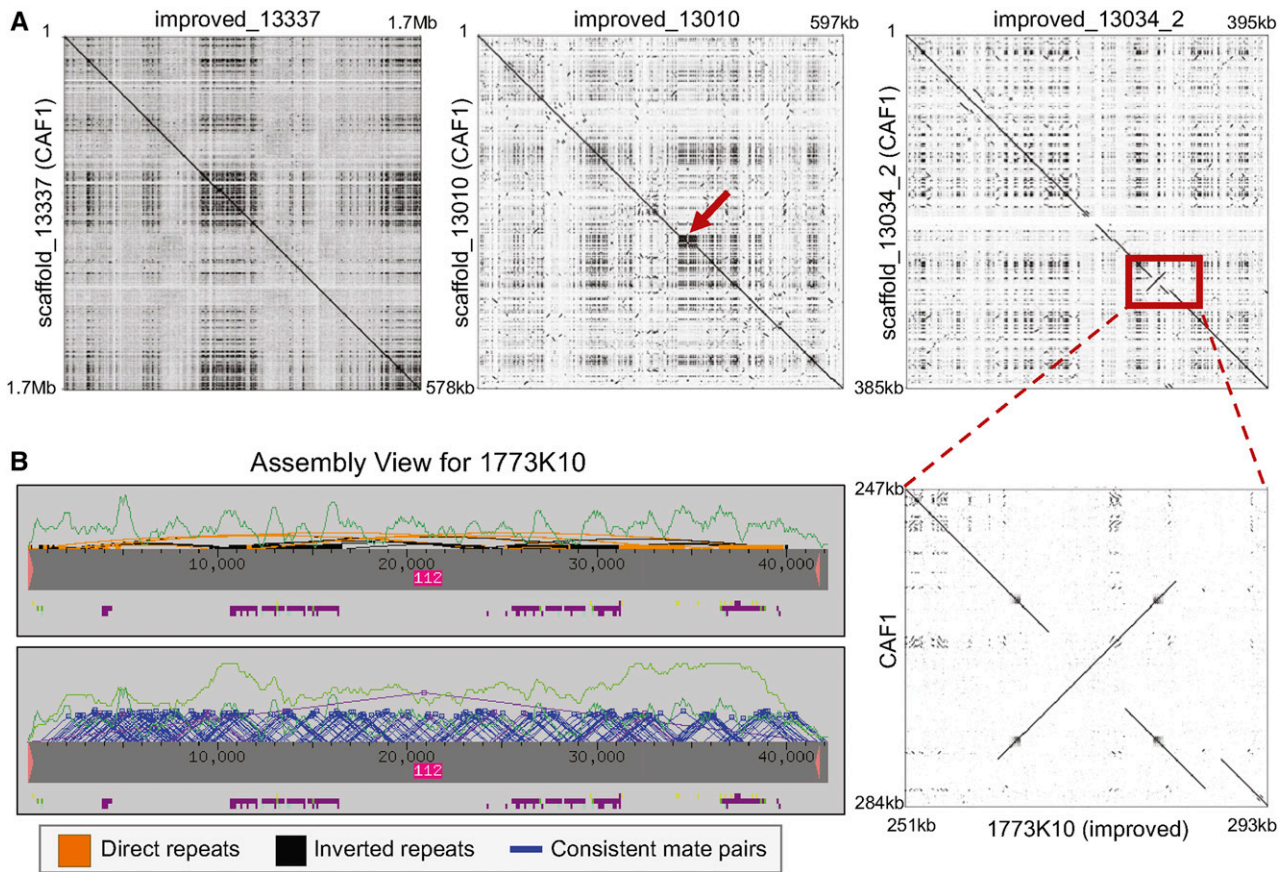 A
improved_13337
1.7Mb
1
scaffold_13337 (CAF1)
1.7Mb
improved_13010
597kb
1
scaffold_13010 (CAF1)
578kb
improved_13034_2
395kb
1
scaffold_13034_2 (CAF1)
385kb
B
Assembly View for 1773K10
10,000
20,000
30,000
40,000
112
10,000
20,000
30,000
40,000
112
Direct repeats
Inverted repeats
Consistent mate pairs
247kb
CAF1
284kb
251kb
1773K10 (improved)
293kb